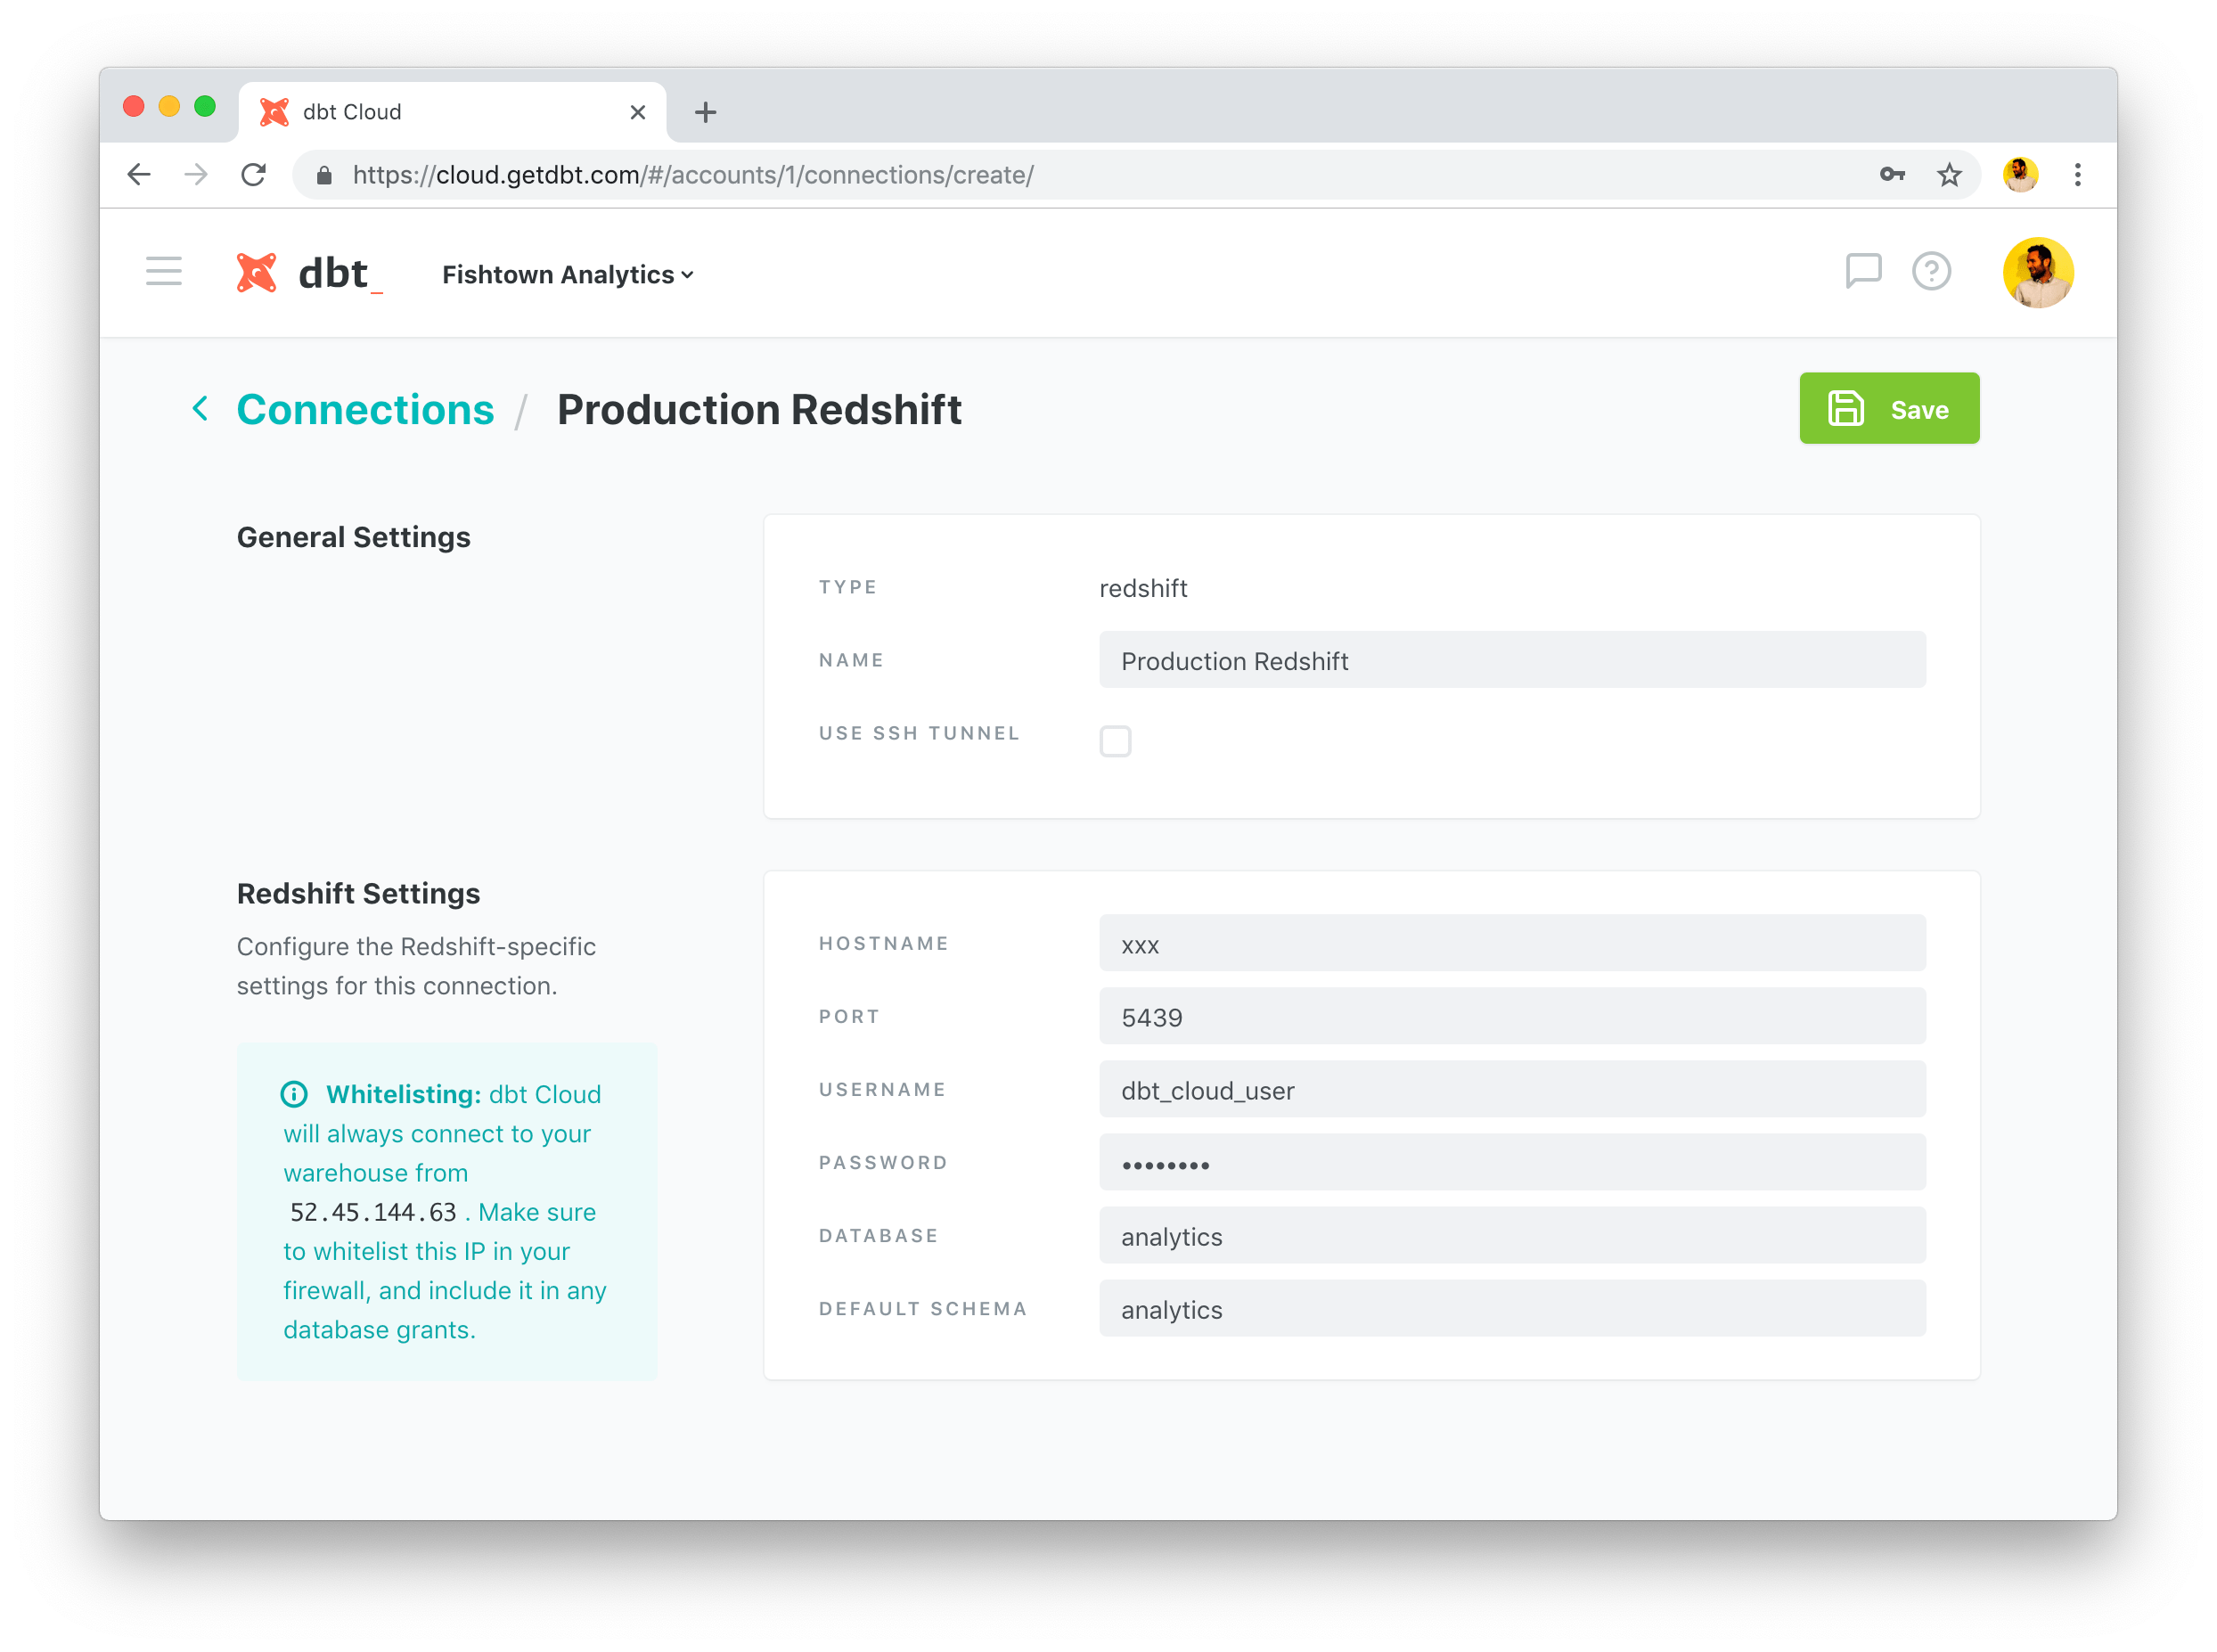 dbt Cloud
https://cloud.getdbt.com/#/accounts/1/connections/create/
dbt_
Fishtown Analytics
Connections / Production Redshift
Save
General Settings
TYPE
redshift
NAME
Production Redshift
USE SSH TUNNEL
Redshift Settings
Configure the Redshift-specific
settings for this connection.
Whitelisting: dbt Cloud
will always connect to your
warehouse from
52.45.144.63 . Make sure
to whitelist this IP in your
firewall, and include it in any
database grants.
HOSTNAME
xxx
PORT
5439
USERNAME
dbt_cloud_user
PASSWORD
••••••••
DATABASE
analytics
DEFAULT SCHEMA
analytics